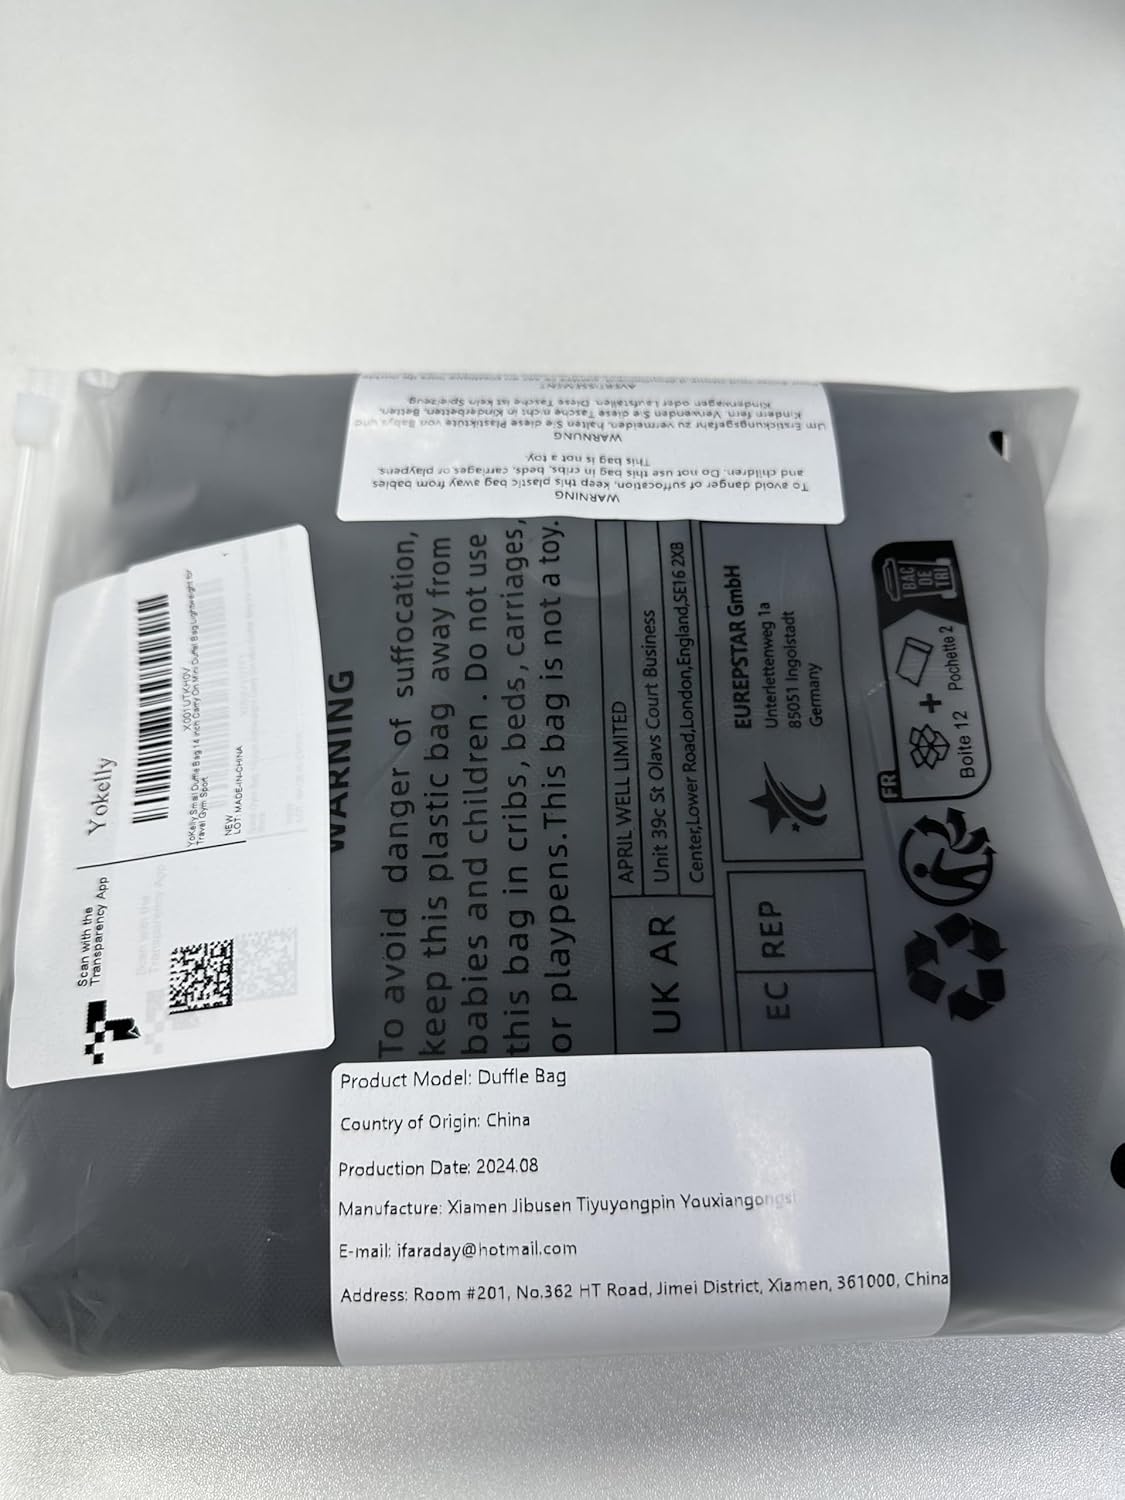 WARNING
To avoid danger of suffocation, keep this plastic bag away from babies
and children. Do not use this bag in cribs, beds, carriages or playpens.
This bag is not a toy.
WARNUNG
Um Erstickungsgefahr zu vermeiden, halten Sie diese Plastiktüte von Babys und
Kindern fern. Verwenden Sie diese Tasche nicht in Kinderbetten, Betten,
Kinderwagen oder Laufställen. Diese Tasche ist kein Spielzeug.
AVERTISSEMENT
Scan with the
Transparency App
Yokelly
X001UTKH0V
Yokelly Small Duffle Bag 14 inch Carry On Mini Duffel Bag Lightweight for
Travel Gym Sport
NEW
LOT: MADE-IN-CHINA
WARNING
To avoid danger of suffocation,
keep this plastic bag away from
babies and children . Do not use
this bag in cribs, beds, carriages,
or playpens.This bag is not a toy.
UK AR
APRIL WELL LIMITED
Unit 39c St Olavs Court Business
Center,Lower Road,London,England,SE16 2XB
EC REP
EUREPSTAR GmbH
Unterlettenweg 1a
85051 Ingolstadt
Germany
FR
Boite 12 + Pochette 2
BAC
DE
TRI
Product Model: Duffle Bag
Country of Origin: China
Production Date: 2024.08
Manufacture: Xiamen Jibusen Tiyuyongpin Youxiangongsi
E-mail: ifaraday@hotmail.com
Address: Room #201, No.362 HT Road, Jimei District, Xiamen, 361000, China